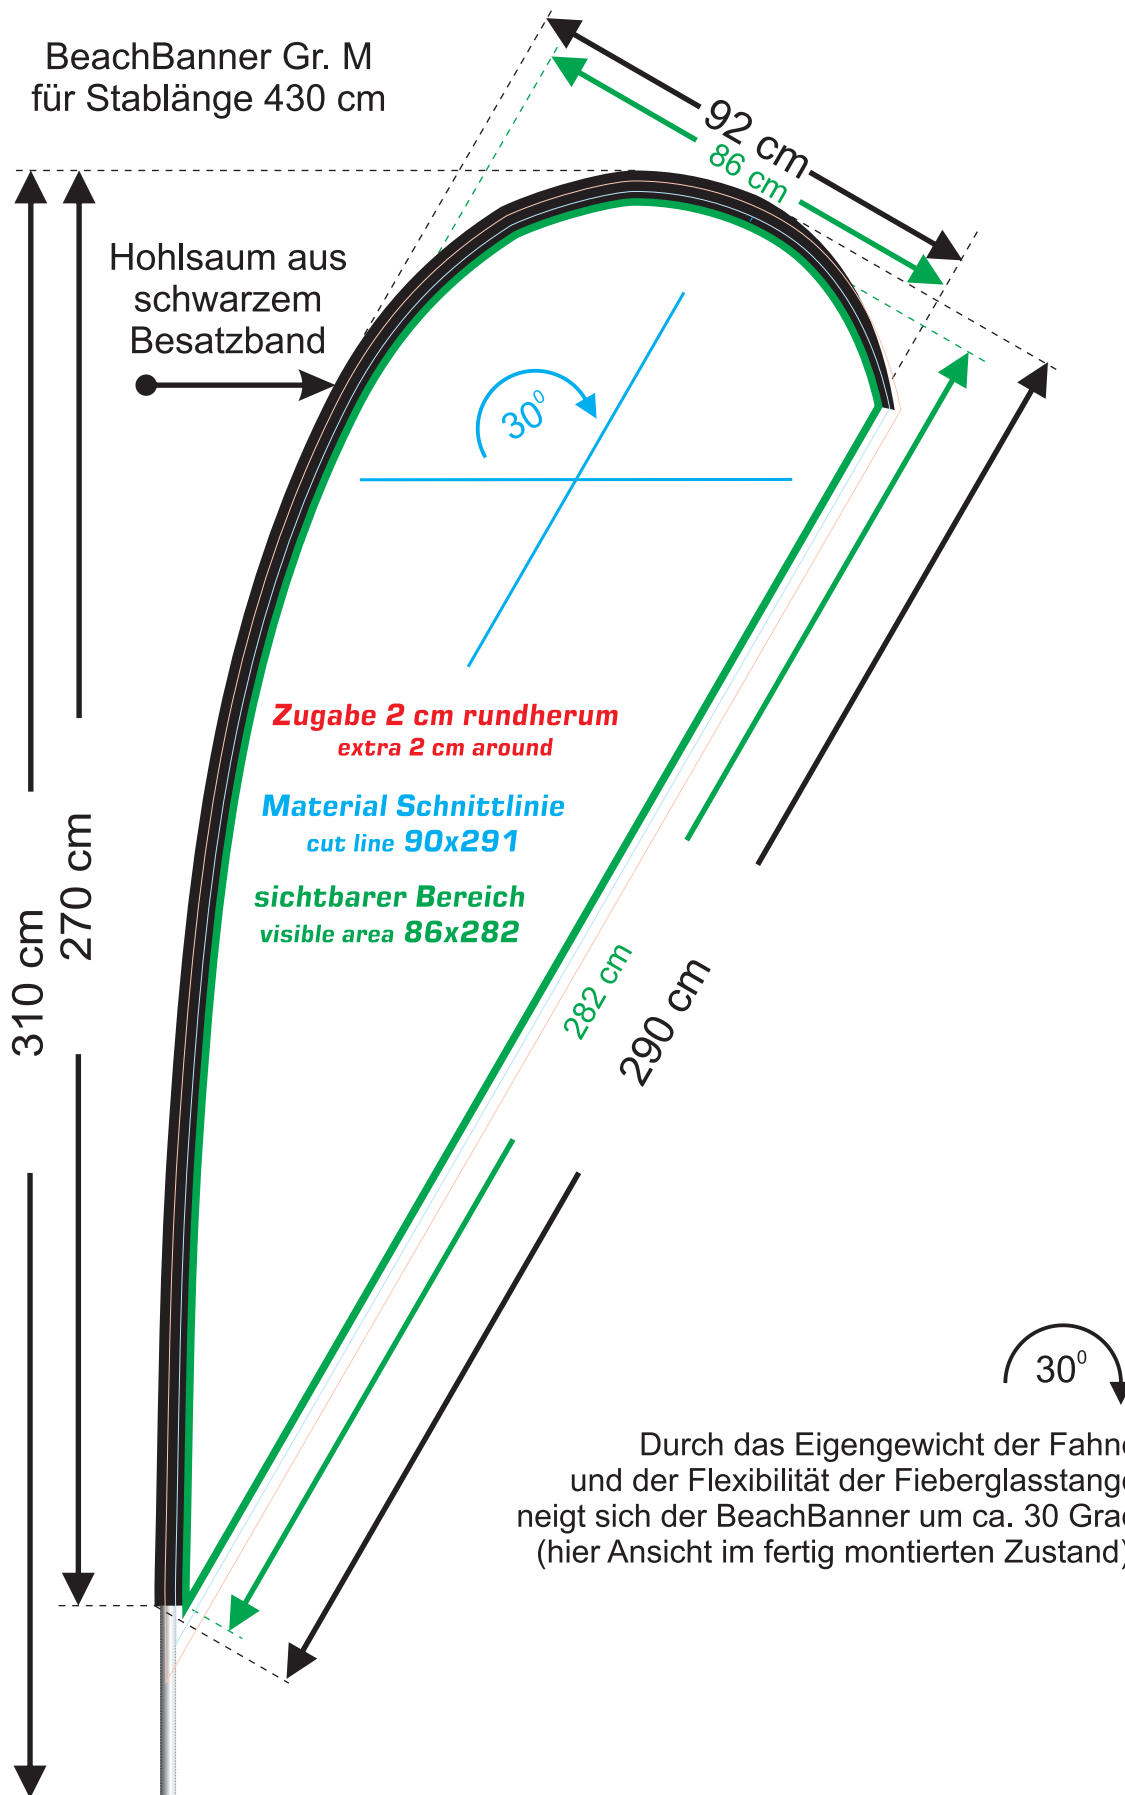 BeachBanner Gr. M
für Stablänge 430 cm
92 cm
86 cm
Hohlsaum aus
schwarzem
Besatzband
30⁰
Zugabe 2 cm rundherum
extra 2 cm around
Material Schnittlinie
cut line 90x291
sichtbarer Bereich
visible area 86x282
310 cm
270 cm
282 cm
290 cm
30⁰
Durch das Eigengewicht der Fahne
und der Flexibilität der Fieberglasstange
neigt sich der BeachBanner um ca. 30 Grad
(hier Ansicht im fertig montierten Zustand)